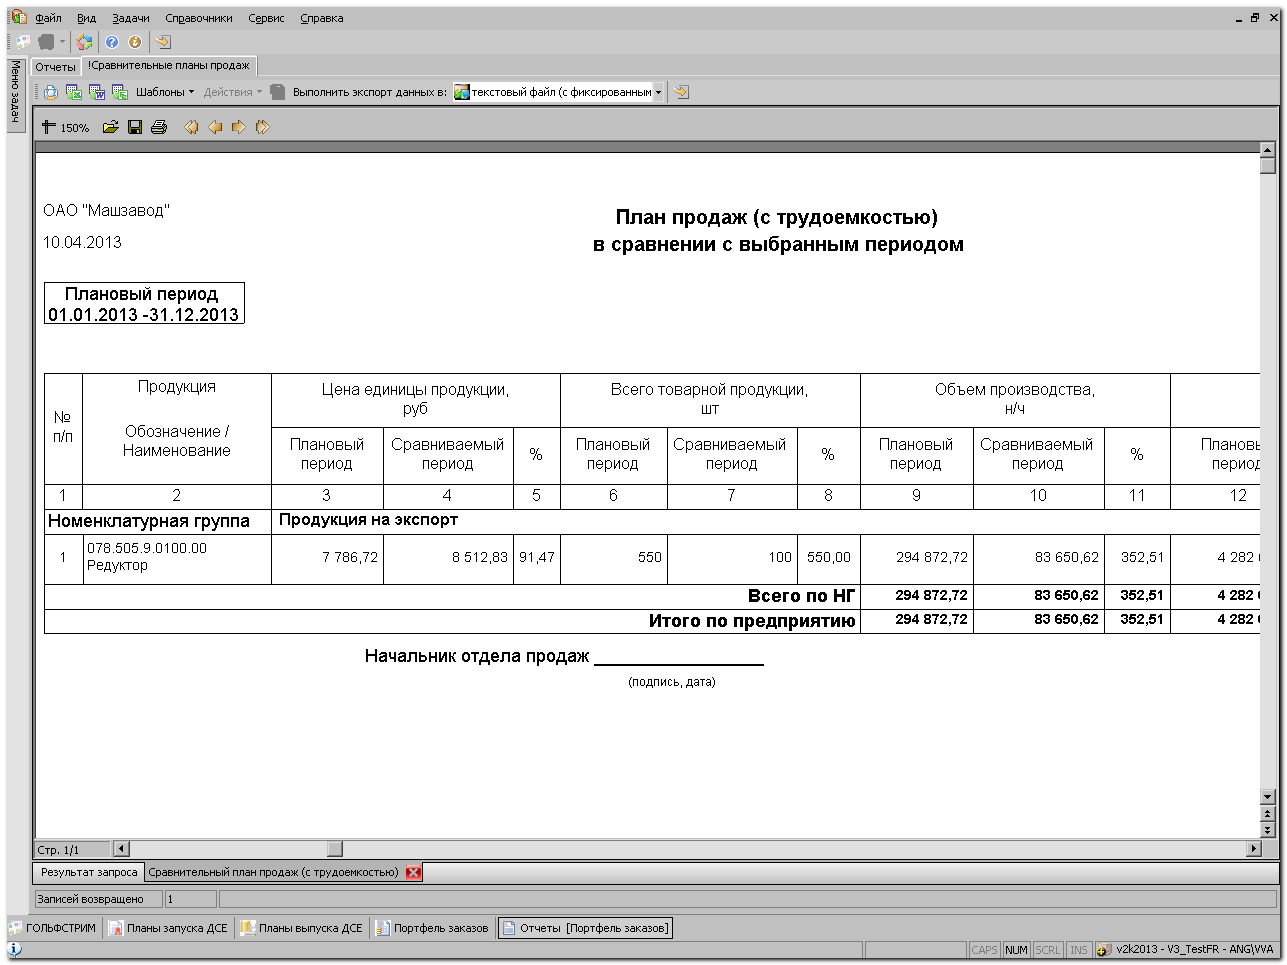 Файл Вид Задачи Справочники Сервис Справка
Меню задач
Отчеты !Сравнительные планы продаж
Шаблоны Действия Выполнить экспорт данных в: текстовый файл (с фиксированным
150%
ОАО "Машзавод"
10.04.2013
План продаж (с трудоемкостью)
в сравнении с выбранным периодом
Плановый период
01.01.2013 -31.12.2013
№ п/п
Продукция
Обозначение /
Наименование
Цена единицы продукции,
руб
Всего товарной продукции,
шт
Объем производства,
н/ч
Плановый период
Сравниваемый период
%
Плановый период
Сравниваемый период
%
Плановый период
Сравниваемый период
%
Плановы
период
1 2 3 4 5 6 7 8 9 10 11 12
Номенклатурная группа Продукция на экспорт
1 078.505.9.0100.00 Редуктор 7 786,72 8 512,83 91,47 550 100 550,00 294 872,72 83 650,62 352,51 4 282
Всего по НГ 294 872,72 83 650,62 352,51 4 282
Итого по предприятию 294 872,72 83 650,62 352,51 4 282
Начальник отдела продаж
(подпись, дата)
Стр. 1/1
Результат запроса Сравнительный план продаж (с трудоемкостью)
Записей возвращено 1
ГОЛЬФСТРИМ Планы запуска ДСЕ Планы выпуска ДСЕ Портфель заказов Отчеты [Портфель заказов]
CAPS NUM SCRL INS v2k2013 - V3_TestFR - ANG\VVA